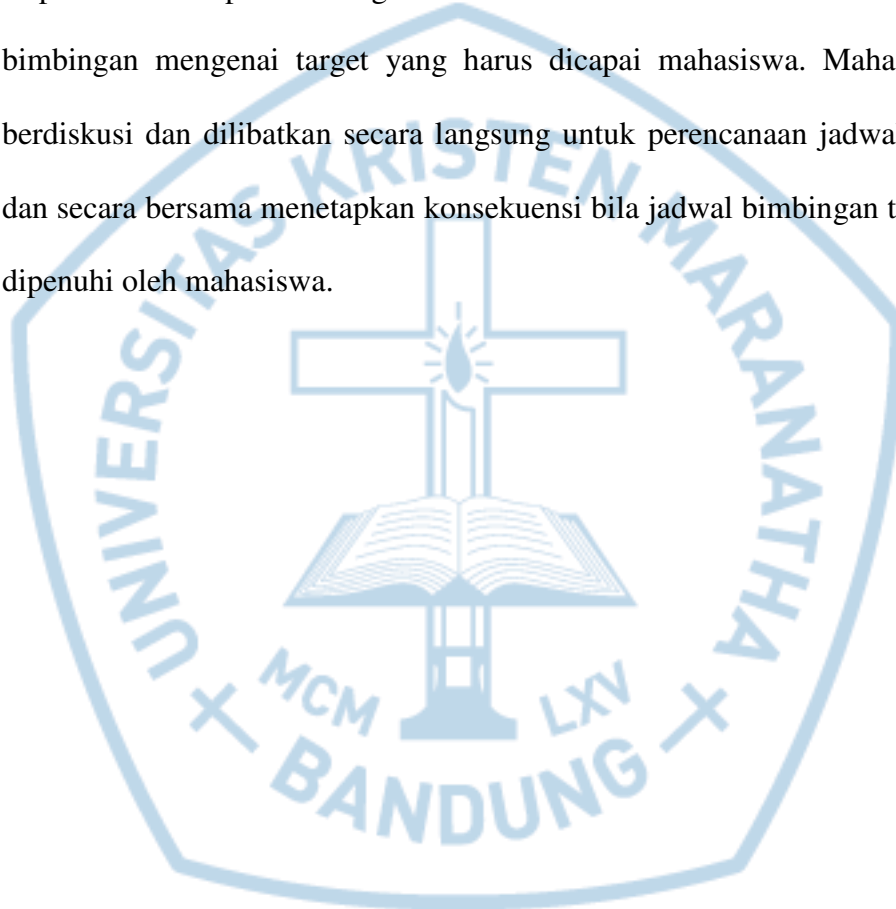 bimbingan mengenai target yang harus dicapai mahasiswa. Maha
berdiskusi dan dilibatkan secara langsung untuk perencanaan jadwal
dan secara bersama menetapkan konsekuensi bila jadwal bimbingan t
dipenuhi oleh mahasiswa.
UNIVERSITAS KRISTEN MARANATHA
MCM LXV
BANDUNG